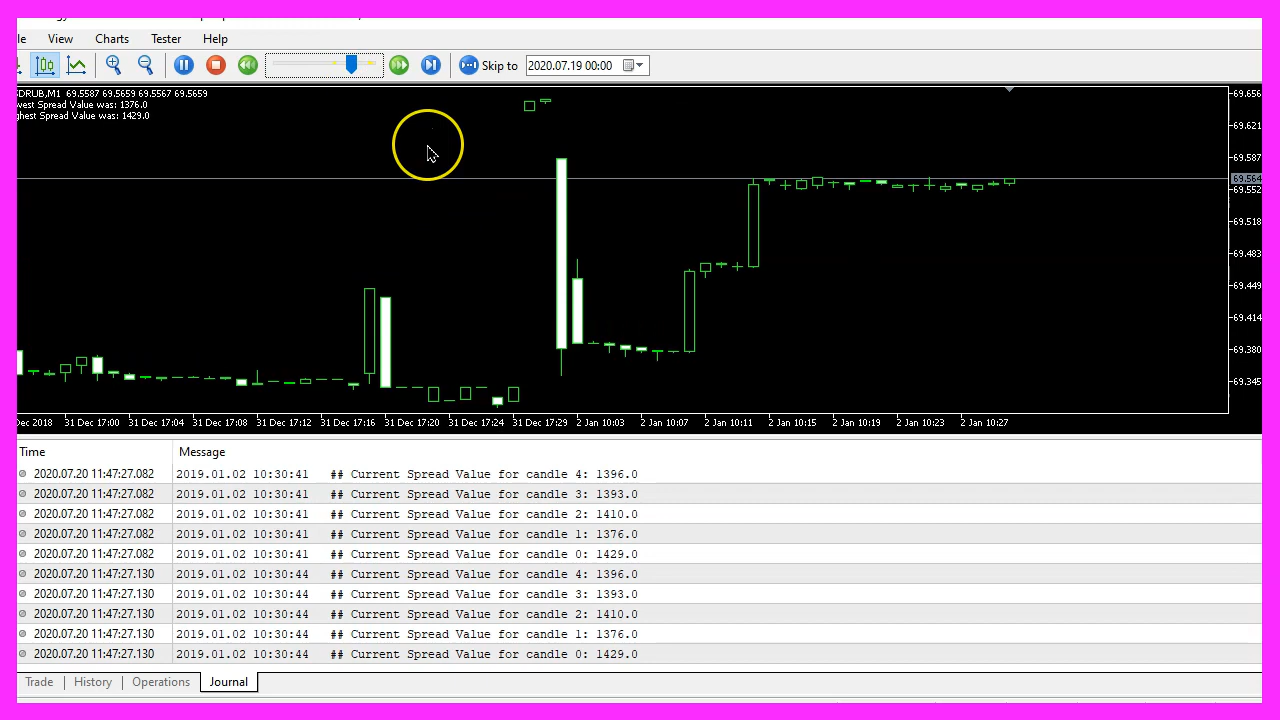 le View Charts Tester Help
Skip to 2020.07.19 00:00
SDRUB,M1 69.5587 69.5659 69.5567 69.5659
west Spread Value was: 1376.0
ghest Spread Value was: 1429.0
69.656
69.621
69.587
69.564
69.552
69.518
69.483
69.449
69.414
69.380
69.345
Dec 2018 31 Dec 17:00 31 Dec 17:04 31 Dec 17:08 31 Dec 17:12 31 Dec 17:16 31 Dec 17:20 31 Dec 17:24 31 Dec 17:29 2 Jan 10:03 2 Jan 10:07 2 Jan 10:11 2 Jan 10:15 2 Jan 10:19 2 Jan 10:23 2 Jan 10:27
Time Message
2020.07.20 11:47:27.082 2019.01.02 10:30:41 ## Current Spread Value for candle 4: 1396.0
2020.07.20 11:47:27.082 2019.01.02 10:30:41 ## Current Spread Value for candle 3: 1393.0
2020.07.20 11:47:27.082 2019.01.02 10:30:41 ## Current Spread Value for candle 2: 1410.0
2020.07.20 11:47:27.082 2019.01.02 10:30:41 ## Current Spread Value for candle 1: 1376.0
2020.07.20 11:47:27.082 2019.01.02 10:30:41 ## Current Spread Value for candle 0: 1429.0
2020.07.20 11:47:27.130 2019.01.02 10:30:44 ## Current Spread Value for candle 4: 1396.0
2020.07.20 11:47:27.130 2019.01.02 10:30:44 ## Current Spread Value for candle 3: 1393.0
2020.07.20 11:47:27.130 2019.01.02 10:30:44 ## Current Spread Value for candle 2: 1410.0
2020.07.20 11:47:27.130 2019.01.02 10:30:44 ## Current Spread Value for candle 1: 1376.0
2020.07.20 11:47:27.130 2019.01.02 10:30:44 ## Current Spread Value for candle 0: 1429.0
Trade History Operations Journal